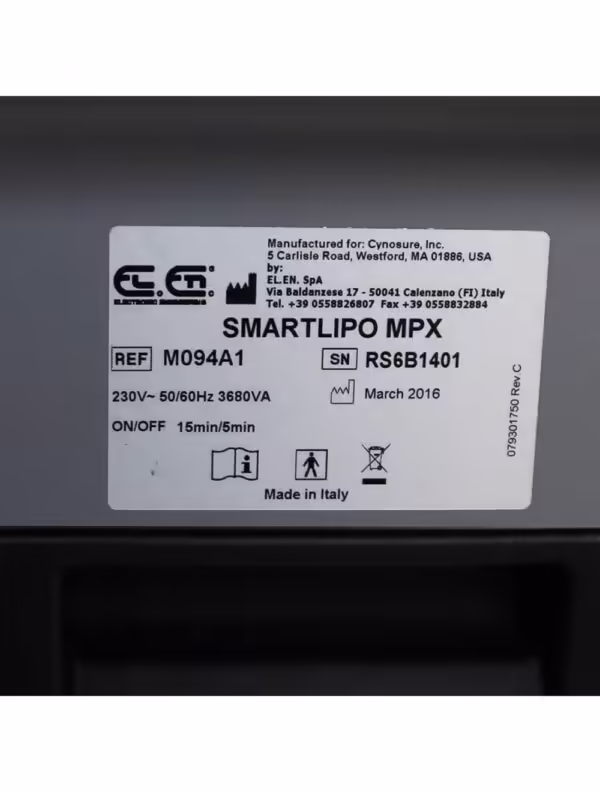 Manufactured for: Cynosure, Inc.
5 Carlisle Road, Westford, MA 01886, USA
by:
EL.EN. SpA
Via Baldanzese 17 - 50041 Calenzano (FI) Italy
Tel. +39 0558826807 Fax +39 0558832884
EL.En.
ELECTRONIC ENGINEERING
SMARTLIPO MPX
REF M094A1
SN RS6B1401
230V~ 50/60Hz 3680VA
March 2016
ON/OFF 15min/5min
Made in Italy
079301750 Rev.C